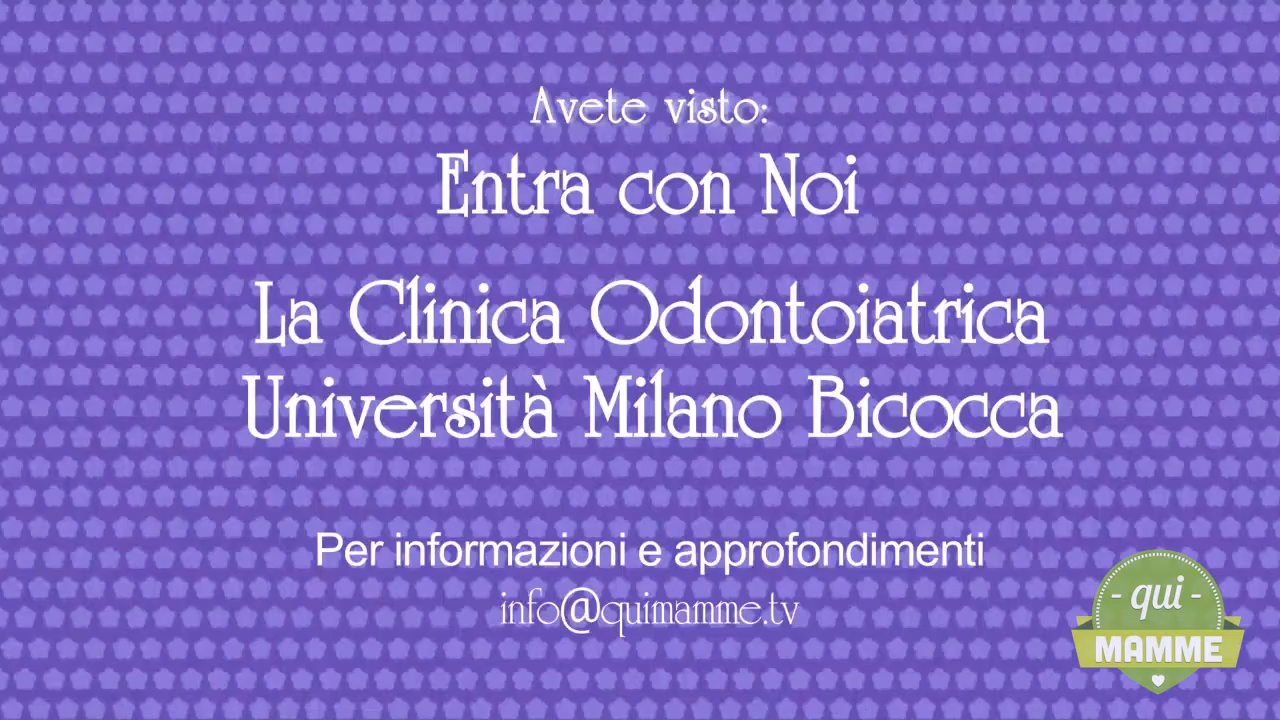 Avete visto:
Entra con Noi
La Clinica Odontoiatrica
Università Milano Bicocca
Per informazioni e approfondimenti
info@quimamme.tv
- qui -
MAMME